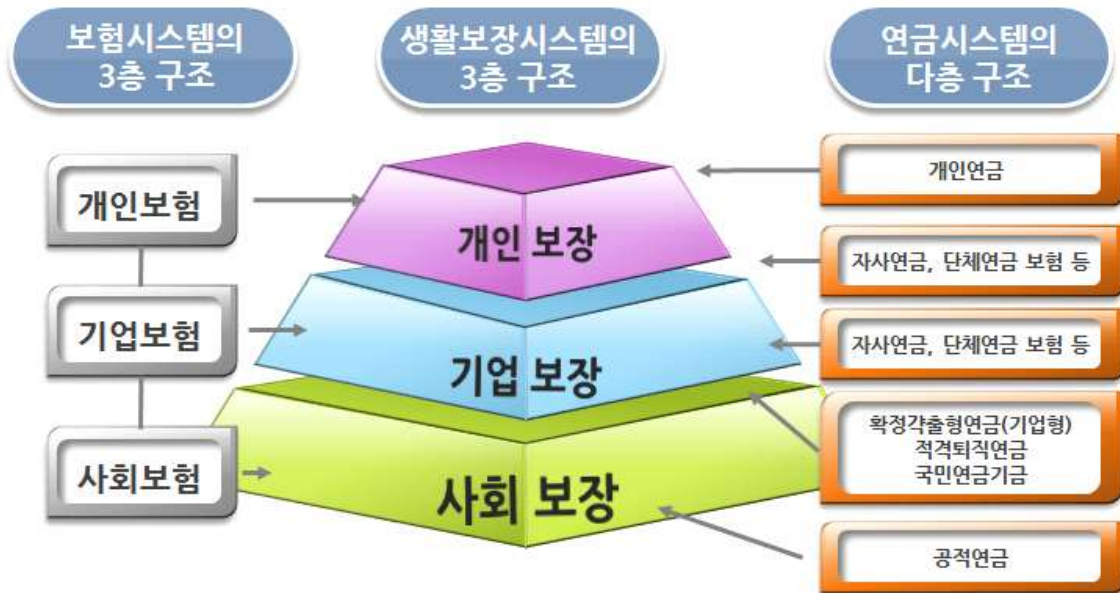 보험시스템의
3층 구조
생활보장시스템의
3층 구조
연금시스템의
다층 구조
개인보험
기업보험
사회보험
개인 보장
기업 보장
사회 보장
개인연금
자사연금, 단체연금 보험 등
자사연금, 단체연금 보험 등
확정갹출형연금(기업형)
적격퇴직연금
국민연금기금
공적연금